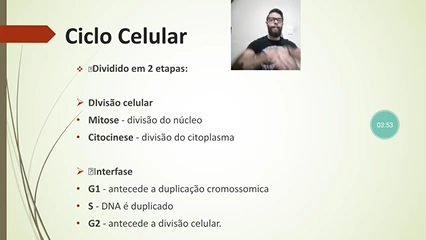 Ciclo Celular
Dividido em 2 etapas:
DIvisão celular
Mitose - divisão do núcleo
Citocinese - divisão do citoplasma
03:53
Interfase
G1 - antecede a duplicação cromossomica
S - DNA é duplicado
G2 - antecede a divisão celular.